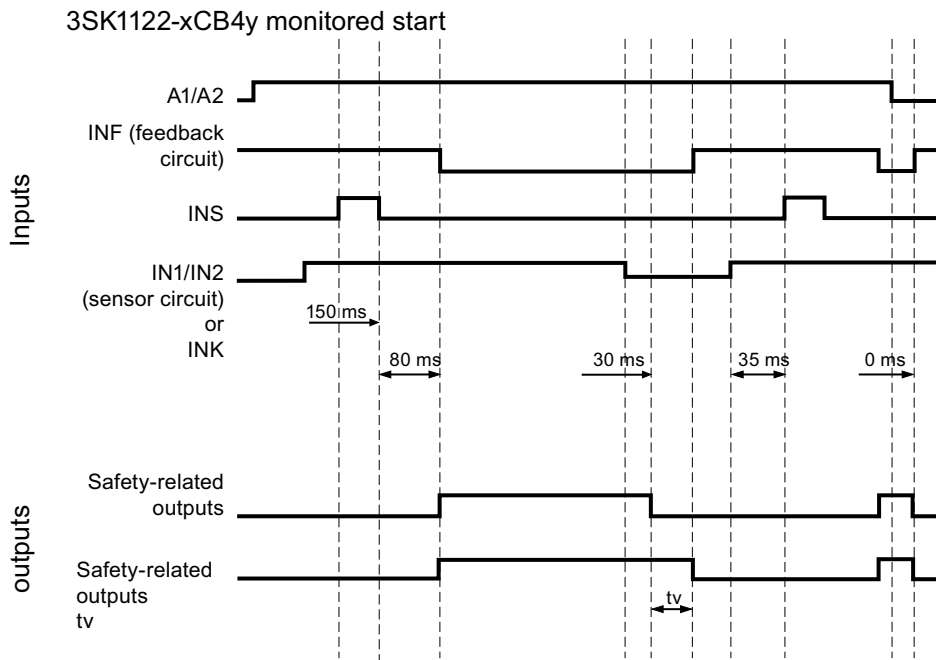 3SK1122-xCB4y monitored start
Inputs
A1/A2
INF (feedback
circuit)
INS
IN1/IN2
(sensor circuit)
or
INK
150 ms
80 ms
30 ms
35 ms
0 ms
outputs
Safety-related
outputs
Safety-related
outputs
tv
tv